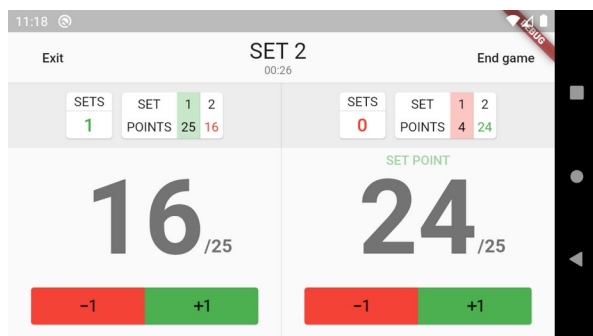 11:18
DEBUG
Exit
SET 2
End game
00:26
SETS
1
SET 1 2
POINTS 25 16
SETS
0
SET 1 2
POINTS 4 24
SET POINT
16/25
24/25
−1 +1
−1 +1